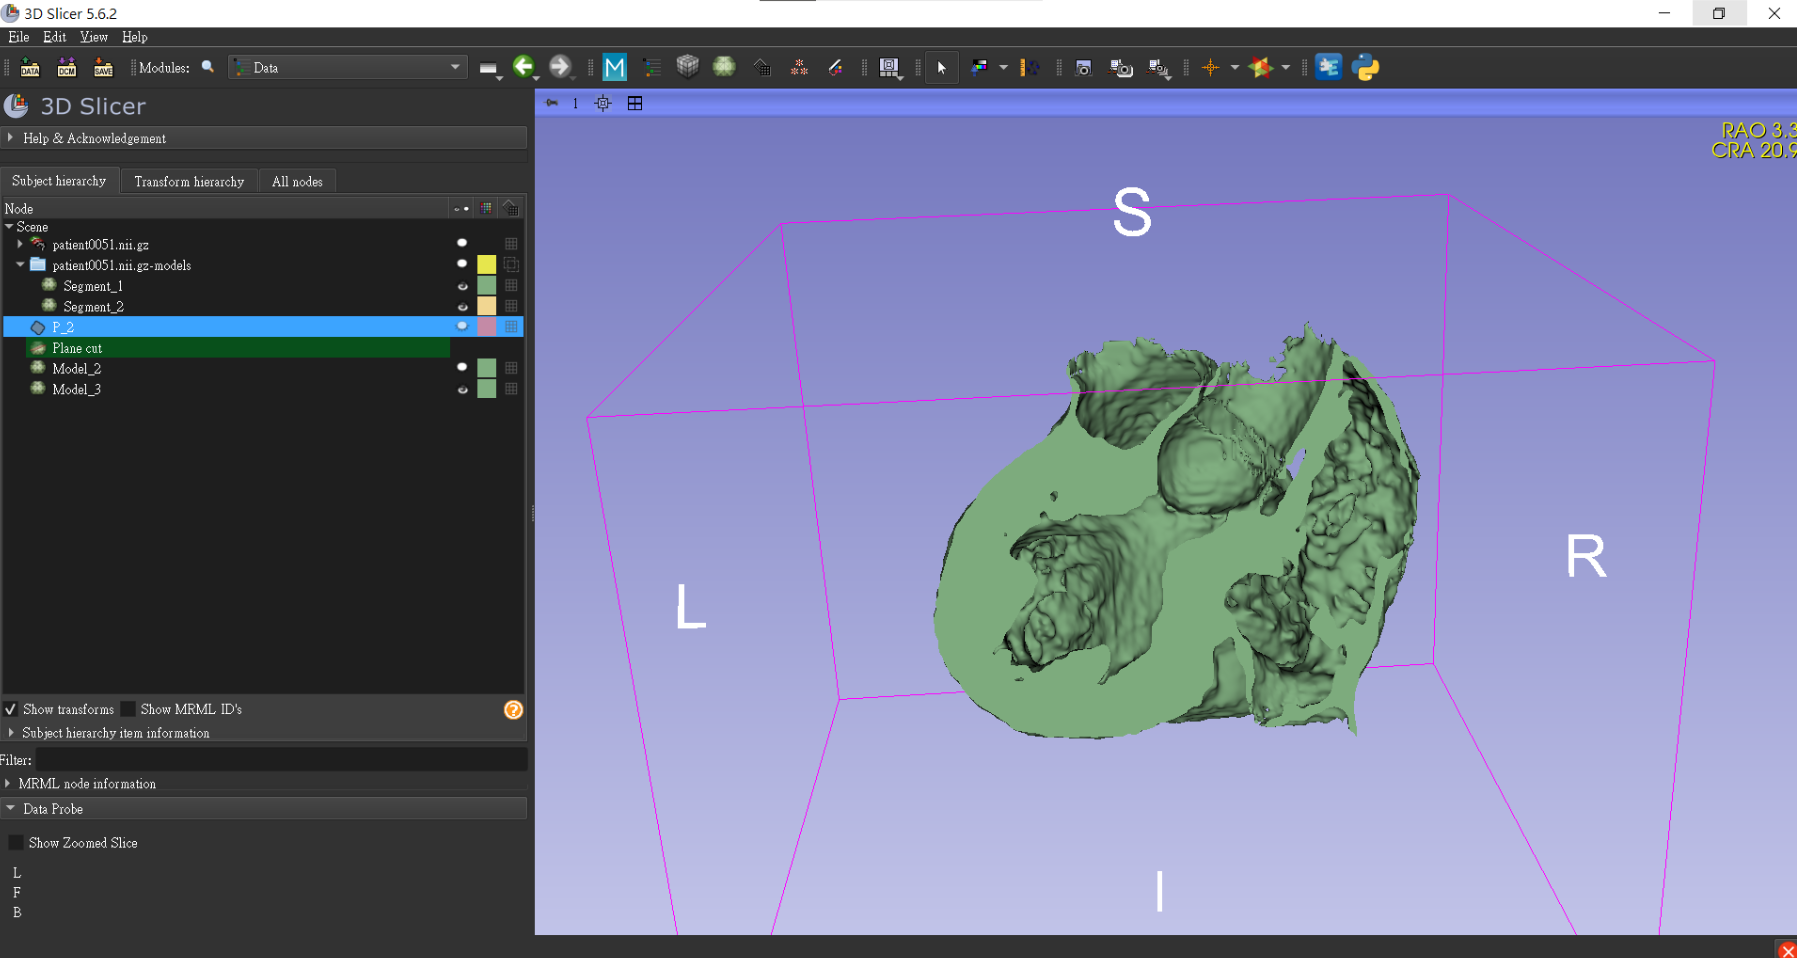 3D Slicer 5.6.2
File Edit View Help
DATA DCM SAVE Modules: Data M
3D Slicer
1
Help & Acknowledgement
RAO 3.3
CRA 20.9
Subject hierarchy Transform hierarchy All nodes
Node
Scene
patient0051.nii.gz
patient0051.nii.gz-models
Segment_1
Segment_2
P_2
Plane cut
Model_2
Model_3
S
L
R
I
Show transforms Show MRML ID's
Subject hierarchy item information
Filter:
MRML node information
Data Probe
Show Zoomed Slice
L
F
B